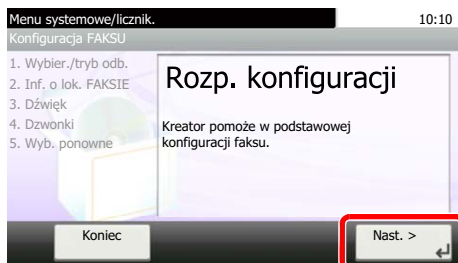 Menu systemowe/licznik.
10:10
Konfiguracja FAKSU
1. Wybier./tryb odb.
2. Inf. o lok. FAKSIE
3. Dźwięk
4. Dzwonki
5. Wyb. ponowne
Rozp. konfiguracji
Kreator pomoże w podstawowej
konfiguracji faksu.
Koniec
Nast. >